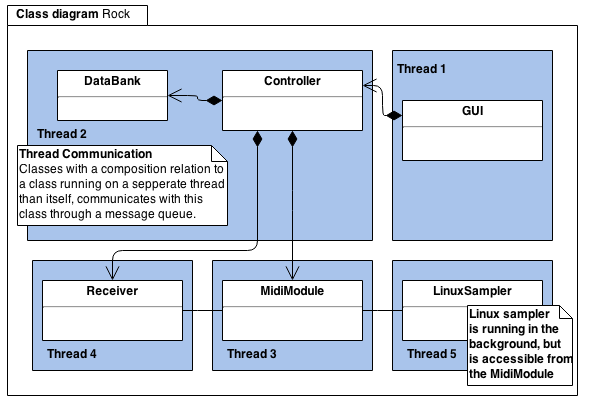 Class diagram Rock
Thread 1
DataBank
Controller
GUI
Thread 2
Thread Communication
Classes with a composition relation to
a class running on a sepperate thread
than itself, communicates with this
class through a message queue.
Receiver
MidiModule
LinuxSampler
Linux sampler
is running in the
background, but
is accessible from
the MidiModule
Thread 4
Thread 3
Thread 5